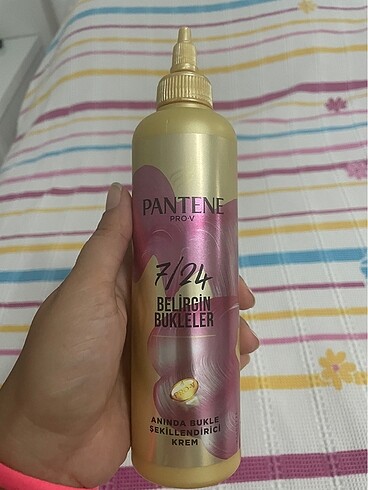 PANTENE
PRO-V
7/24
BELİRGİN
BUKLELER
ANINDA BUKLE
ŞEKİLLENDİRİCİ
KREM